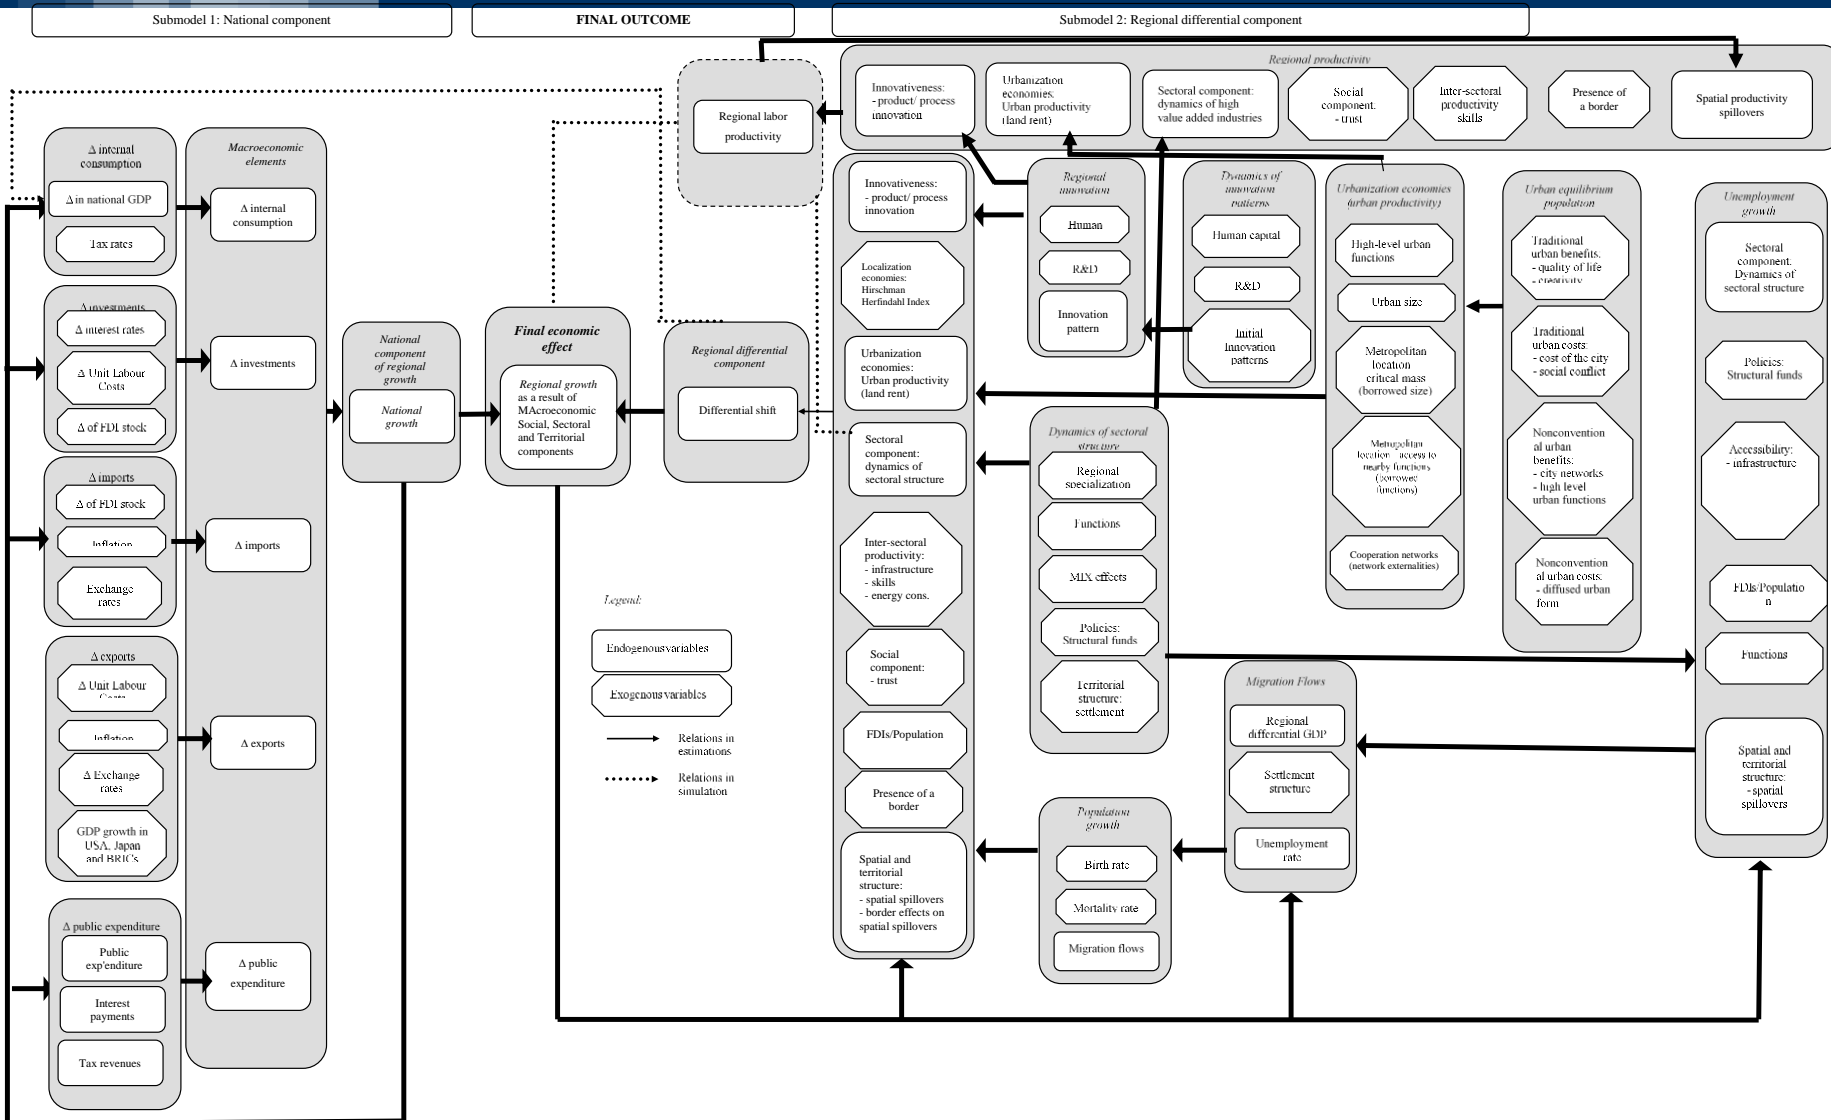 Submodel 1: National component
FINAL OUTCOME
Submodel 2: Regional differential component
Δ internal
consumption
Δ in national GDP
Tax rates
Δ investments
Δ interest rates
Δ Unit Labour
Costs
Δ of FDI stock
Δ imports
Δ of FDI stock
Inflation
Exchange
rates
Δ exports
Δ Unit Labour
Costs
Inflation
Δ Exchange
rates
GDP growth in
USA, Japan
and BRICs
Δ public expenditure
Public
exp'enditure
Interest
payments
Tax revenues
Macroeconomic
elements
Δ internal
consumption
Δ investments
Δ imports
Δ exports
Δ public
expenditure
National
component
of regional
growth
National
growth
Final economic
effect
Regional growth
as a result of
MAcroeconomic
Social, Sectoral
and Territorial
components
Regional differential
component
Differential shift
Regional labor
productivity
Legend:
Endogenous variables
Exogenous variables
Relations in
estimations
Relations in
simulation
Regional productivity
Innovativeness:
- product/ process
innovation
Urbanization
economies:
Urban productivity
(land rent)
Sectoral component:
dynamics of high
value added industries
Social
component:
- trust
Inter-sectoral
productivity
skills
Presence of
a border
Spatial productivity
spillovers
Innovativeness:
- product/ process
innovation
Localization
economies:
Hirschman
Herfindahl Index
Urbanization
economies:
Urban productivity
(land rent)
Sectoral
component:
dynamics of
sectoral structure
Inter-sectoral
productivity:
- infrastructure
- skills
- energy cons.
Social
component:
- trust
FDIs/Population
Presence of a
border
Spatial and
territorial
structure:
- spatial spillovers
- border effects on
spatial spillovers
Regional
innovation
Human
R&D
Innovation
pattern
Dynamics of
innovation
patterns
Human capital
R&D
Initial
Innovation
patterns
Dynamics of sectoral
structure
Regional
specialization
Functions
MIX effects
Policies:
Structural funds
Territorial
structure:
settlement
Population
growth
Birth rate
Mortality rate
Migration flows
Migration Flows
Regional
differential GDP
Settlement
structure
Unemployment
rate
Urbanization economies
(urban productivity)
High-level urban
functions
Urban size
Metropolitan
location
critical mass
(borrowed size)
Metropolitan
location access to
nearby functions
(borrowed
functions)
Cooperation networks
(network externalities)
Urban equilibrium
population
Traditional
urban benefits:
- quality of life
- creativity
Traditional
urban costs:
- cost of the city
- social conflict
Nonconvention
al urban
benefits:
- city networks
- high level
urban functions
Nonconvention
al urban costs:
- diffused urban
form
Unemployment
growth
Sectoral
component:
Dynamics of
sectoral structure
Policies:
Structural funds
Accessibility:
- infrastructure
FDIs/Populatio
n
Functions
Spatial and
territorial
structure:
- spatial
spillovers